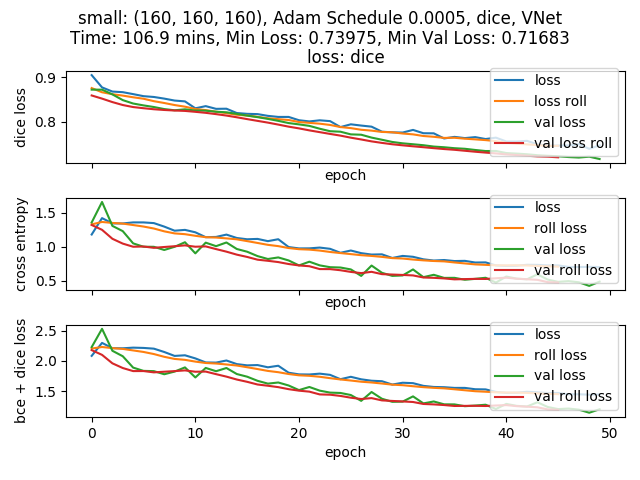 small: (160, 160, 160), Adam Schedule 0.0005, dice, VNet
Time: 106.9 mins, Min Loss: 0.73975, Min Val Loss: 0.71683
loss: dice
dice loss
0.9
0.8
loss
loss roll
val loss
val loss roll
epoch
cross entropy
1.5
1.0
0.5
loss
roll loss
val loss
val roll loss
epoch
bce + dice loss
2.5
2.0
1.5
loss
roll loss
val loss
val roll loss
0 10 20 30 40 50
epoch